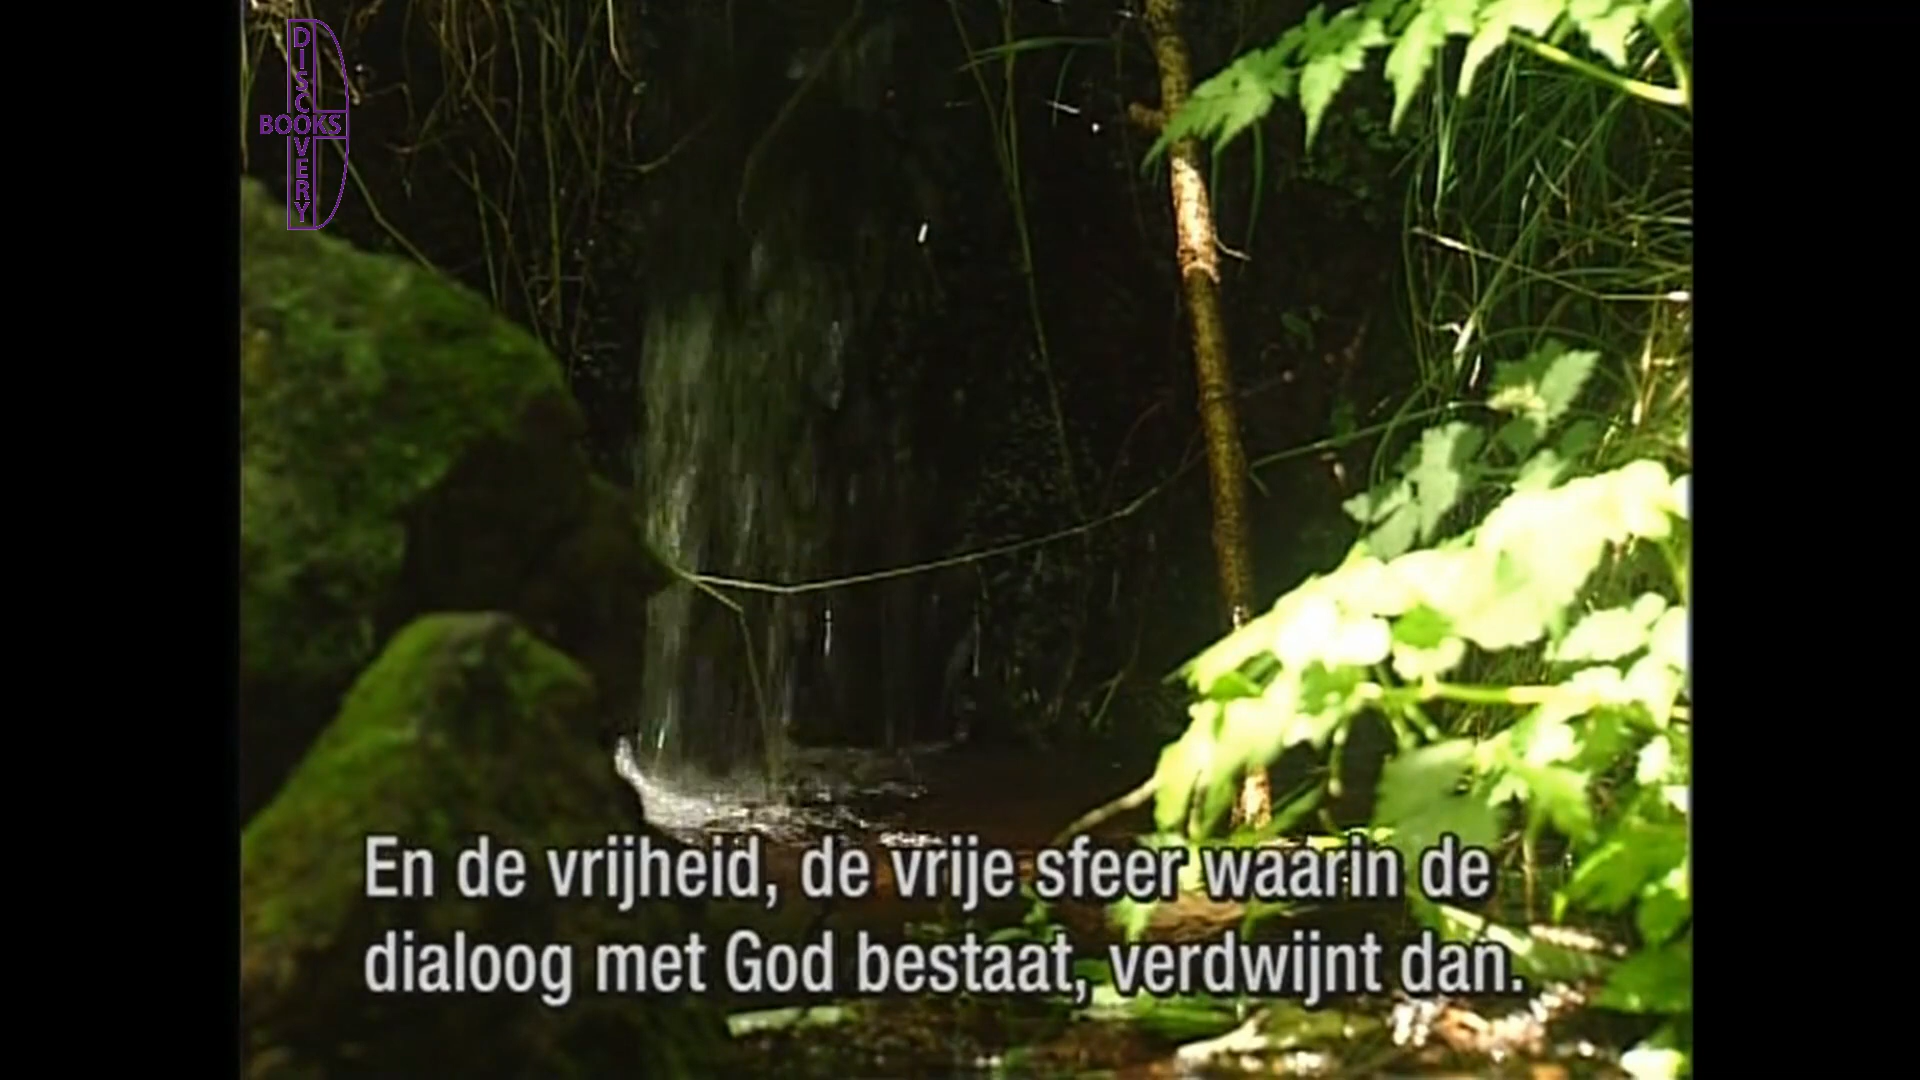 DISCOVERY
BOOKS
En de vrijheid, de vrije sfeer waarin de
dialoog met God bestaat, verdwijnt dan.